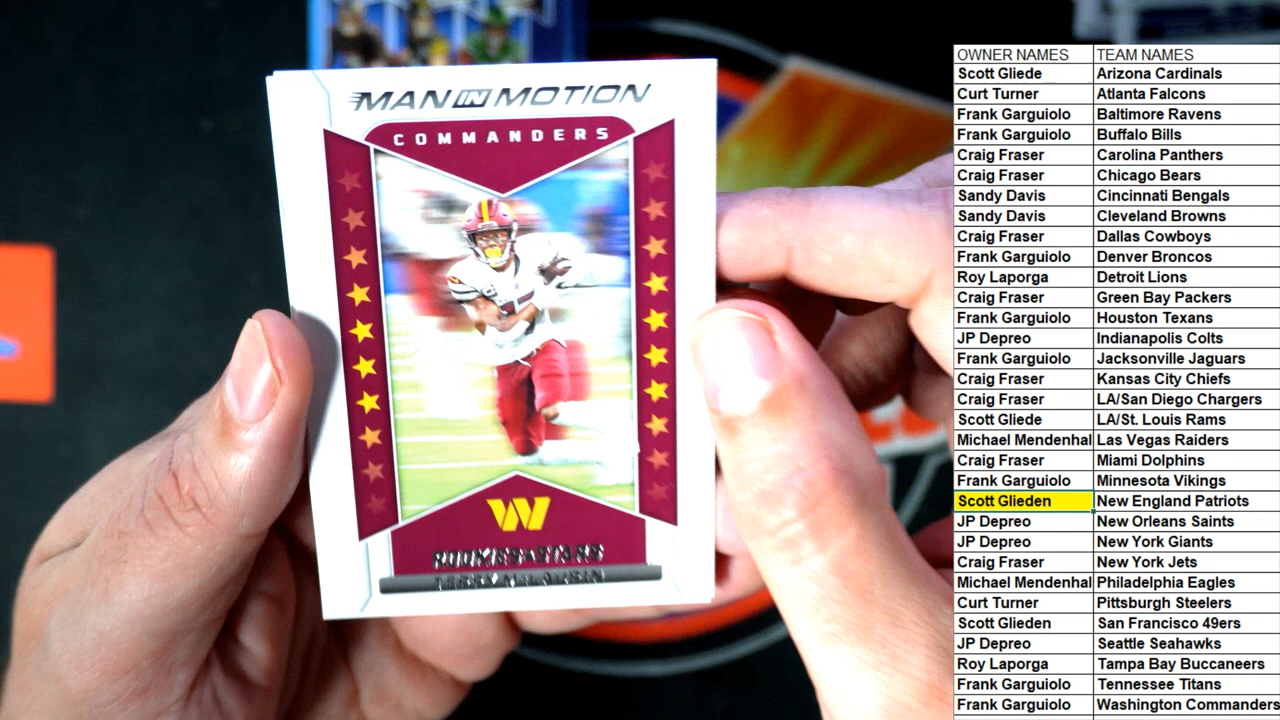 MAN IN MOTION
COMMANDERS
W
ROOKIES & STARS
TERRY McLAURIN
OWNER NAMES TEAM NAMES
Scott Gliede Arizona Cardinals
Curt Turner Atlanta Falcons
Frank Garguiolo Baltimore Ravens
Frank Garguiolo Buffalo Bills
Craig Fraser Carolina Panthers
Craig Fraser Chicago Bears
Sandy Davis Cincinnati Bengals
Sandy Davis Cleveland Browns
Craig Fraser Dallas Cowboys
Frank Garguiolo Denver Broncos
Roy Laporga Detroit Lions
Craig Fraser Green Bay Packers
Frank Garguiolo Houston Texans
JP Depreo Indianapolis Colts
Frank Garguiolo Jacksonville Jaguars
Craig Fraser Kansas City Chiefs
Craig Fraser LA/San Diego Chargers
Scott Gliede LA/St. Louis Rams
Michael Mendenhal Las Vegas Raiders
Craig Fraser Miami Dolphins
Frank Garguiolo Minnesota Vikings
Scott Glieden New England Patriots
JP Depreo New Orleans Saints
JP Depreo New York Giants
Craig Fraser New York Jets
Michael Mendenhal Philadelphia Eagles
Curt Turner Pittsburgh Steelers
Scott Glieden San Francisco 49ers
JP Depreo Seattle Seahawks
Roy Laporga Tampa Bay Buccaneers
Frank Garguiolo Tennessee Titans
Frank Garguiolo Washington Commanders